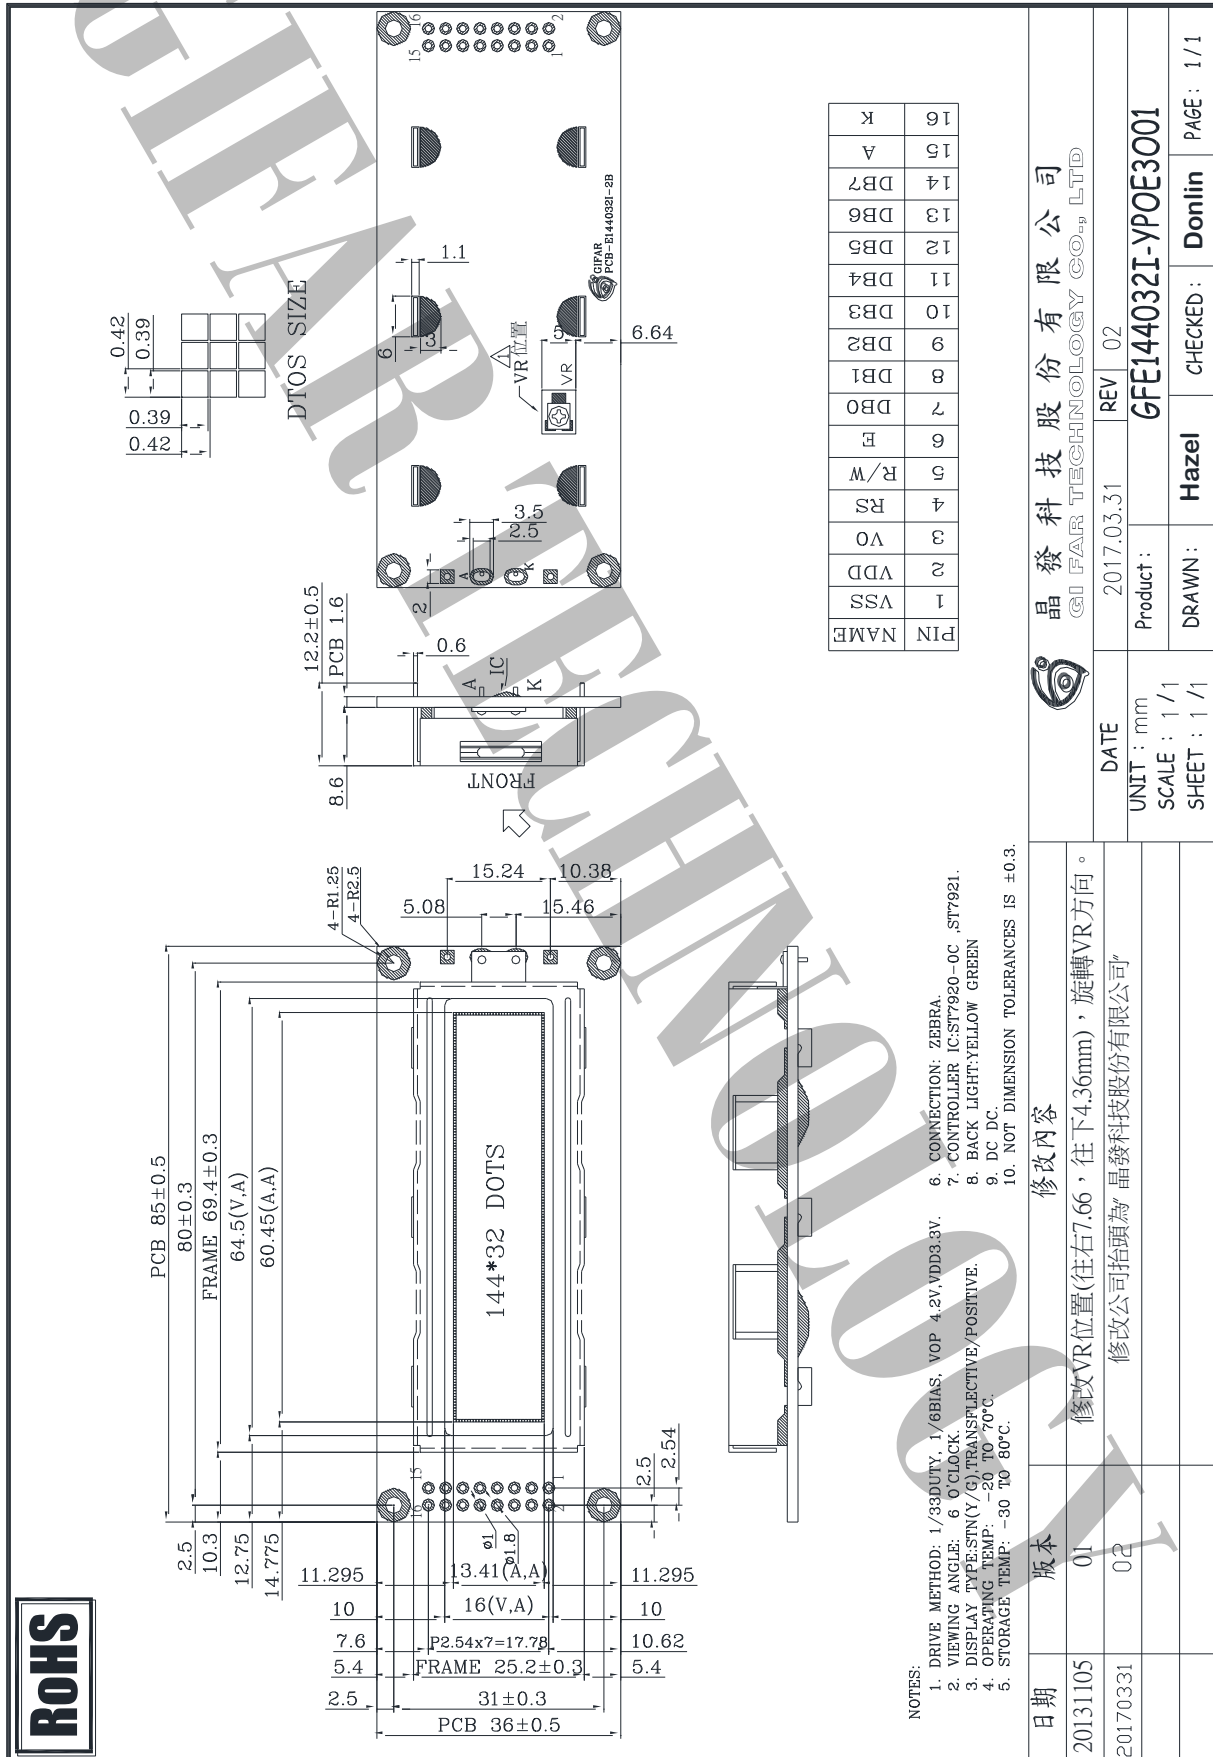 RoHS
PCB 85±0.5
80±0.3
FRAME 69.4±0.3
64.5(V,A)
60.45(A,A)
2.5
10.3
12.75
14.775
4-R1.25
4-R2.5
144*32 DOTS
15.24
10.38
5.08
15.46
16
15
2
1
ø1
ø1.8
2.5
2.54
11.295
13.41(A,A)
11.295
10
16(V,A)
10
7.6
P2.54x7=17.78
10.62
5.4
FRAME 25.2±0.3
5.4
2.5
31±0.3
PCB 36±0.5
12.2±0.5
PCB 1.6
0.6
8.6
A
IC
K
FRONT
0.42
0.39
0.39
0.42
DTOS SIZE
16
15
2
1
1.1
6
3
3.5
2.5
2
A
K
1
VR位置
VR
5
6.64
GIFAR
PCB-E144032I-2B
PIN NAME
1 VSS
2 VDD
3 VO
4 RS
5 R/W
6 E
7 DB0
8 DB1
9 DB2
10 DB3
11 DB4
12 DB5
13 DB6
14 DB7
15 A
16 K
NOTES:
1. DRIVE METHOD: 1/33DUTY, 1/6BIAS, VOP 4.2V,VDD3.3V.
2. VIEWING ANGLE: 6 O'CLOCK.
3. DISPLAY TYPE:STN(Y/G),TRANSFLECTIVE/POSITIVE.
4. OPERATING TEMP: -20 TO 70°C.
5. STORAGE TEMP: -30 TO 80°C.
6. CONNECTION: ZEBRA.
7. CONTROLLER IC:ST7920-0C ,ST7921.
8. BACK LIGHT:YELLOW GREEN
9. DC DC.
10. NOT DIMENSION TOLERANCES IS ±0.3.
日期 版本 修改內容
20131105 01 修改VR位置(往右7.66，往下4.36mm)，旋轉VR方向。
20170331 02 修改公司抬頭為"晶發科技股份有限公司"
晶發科技股份有限公司
GI FAR TECHNOLOGY CO., LTD
DATE 2017.03.31 REV 02
UNIT : mm
SCALE : 1 /1
SHEET : 1 /1
Product : GFE144032I-YPOE3001
DRAWN : Hazel CHECKED : Donlin PAGE : 1/1
GIFAR TECHNOLOGY